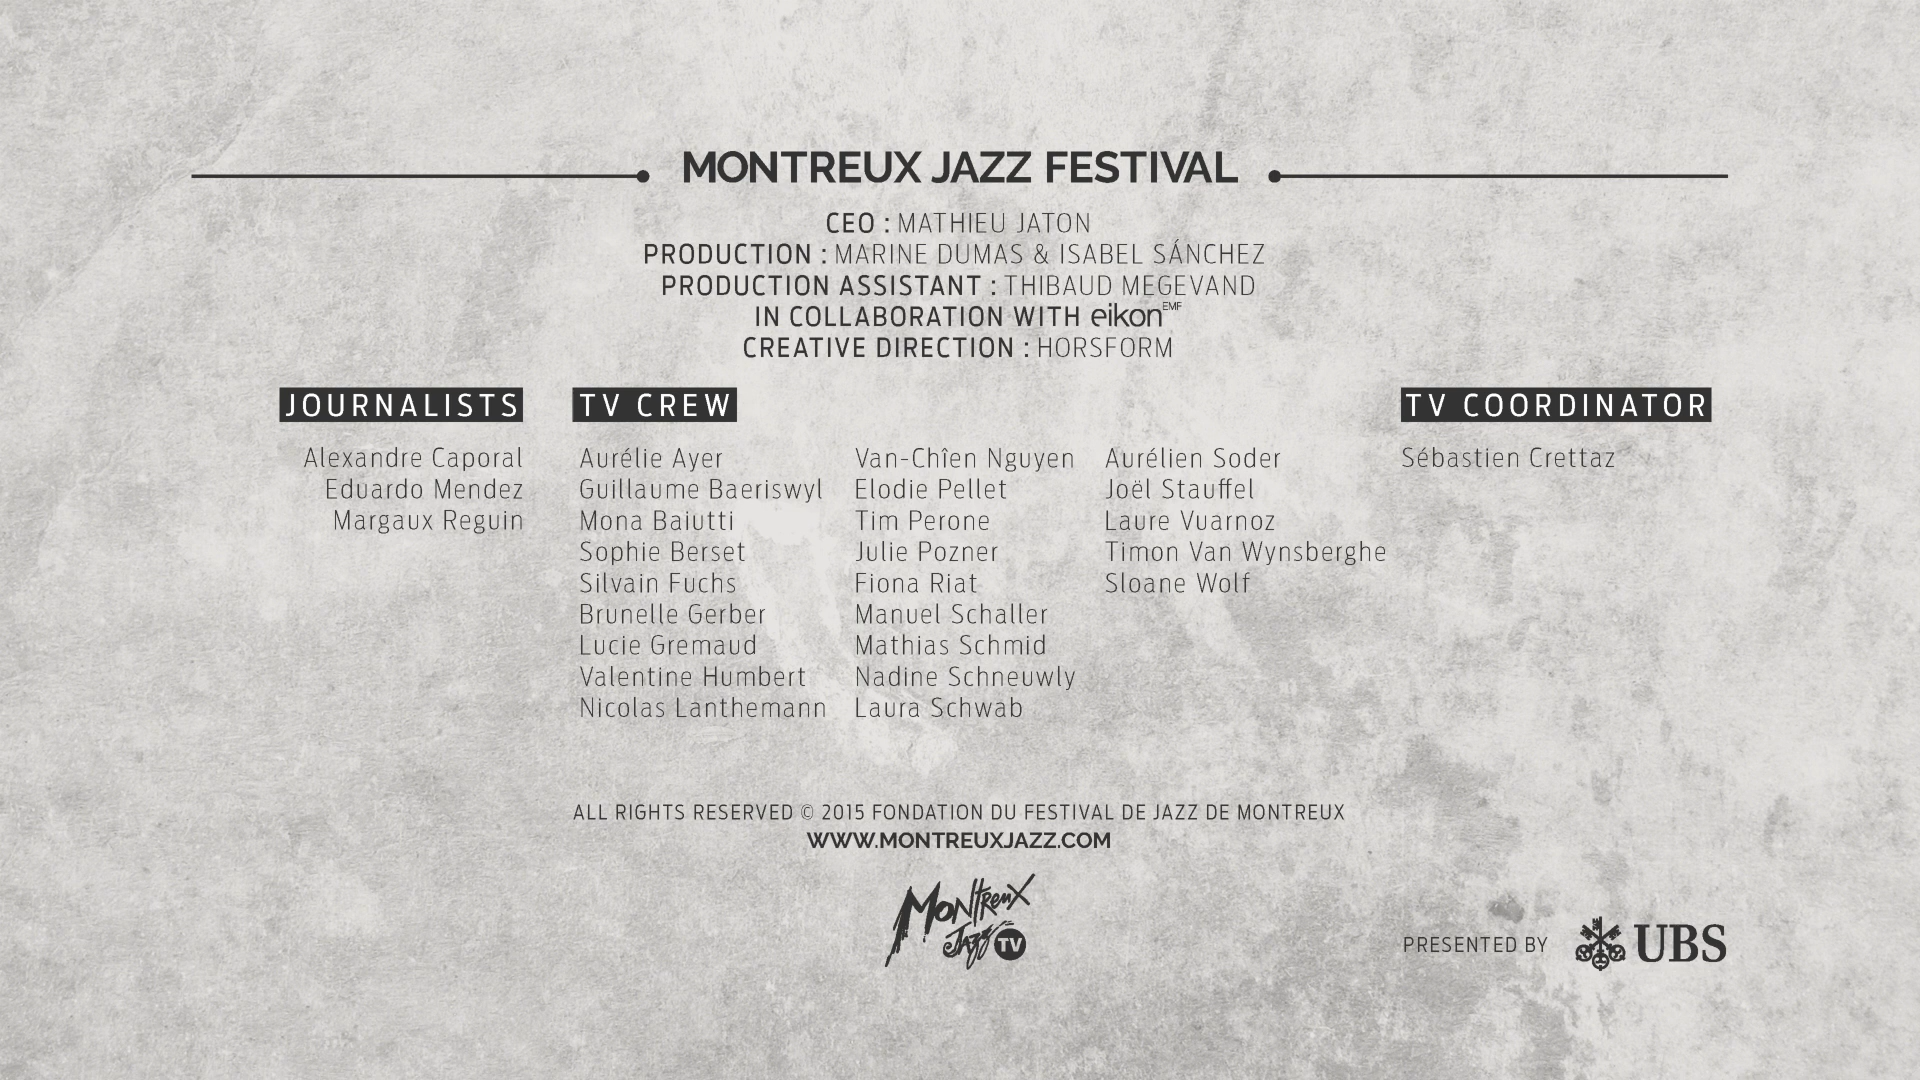 MONTREUX JAZZ FESTIVAL
CEO : MATHIEU JATON
PRODUCTION : MARINE DUMAS & ISABEL SÁNCHEZ
PRODUCTION ASSISTANT : THIBAUD MEGEVAND
IN COLLABORATION WITH eikon EMF
CREATIVE DIRECTION : HORSFORM
JOURNALISTS
Alexandre Caporal
Eduardo Mendez
Margaux Reguin
TV CREW
Aurélie Ayer
Guillaume Baeriswyl
Mona Baiutti
Sophie Berset
Silvain Fuchs
Brunelle Gerber
Lucie Gremaud
Valentine Humbert
Nicolas Lanthemann
Van-Chîen Nguyen
Elodie Pellet
Tim Perone
Julie Pozner
Fiona Riat
Manuel Schaller
Mathias Schmid
Nadine Schneuwly
Laura Schwab
Aurélien Soder
Joël Stauffel
Laure Vuarnoz
Timon Van Wynsberghe
Sloane Wolf
TV COORDINATOR
Sébastien Crettaz
ALL RIGHTS RESERVED © 2015 FONDATION DU FESTIVAL DE JAZZ DE MONTREUX
WWW.MONTREUXJAZZ.COM
MONTREUX
JAZZ TV
PRESENTED BY UBS